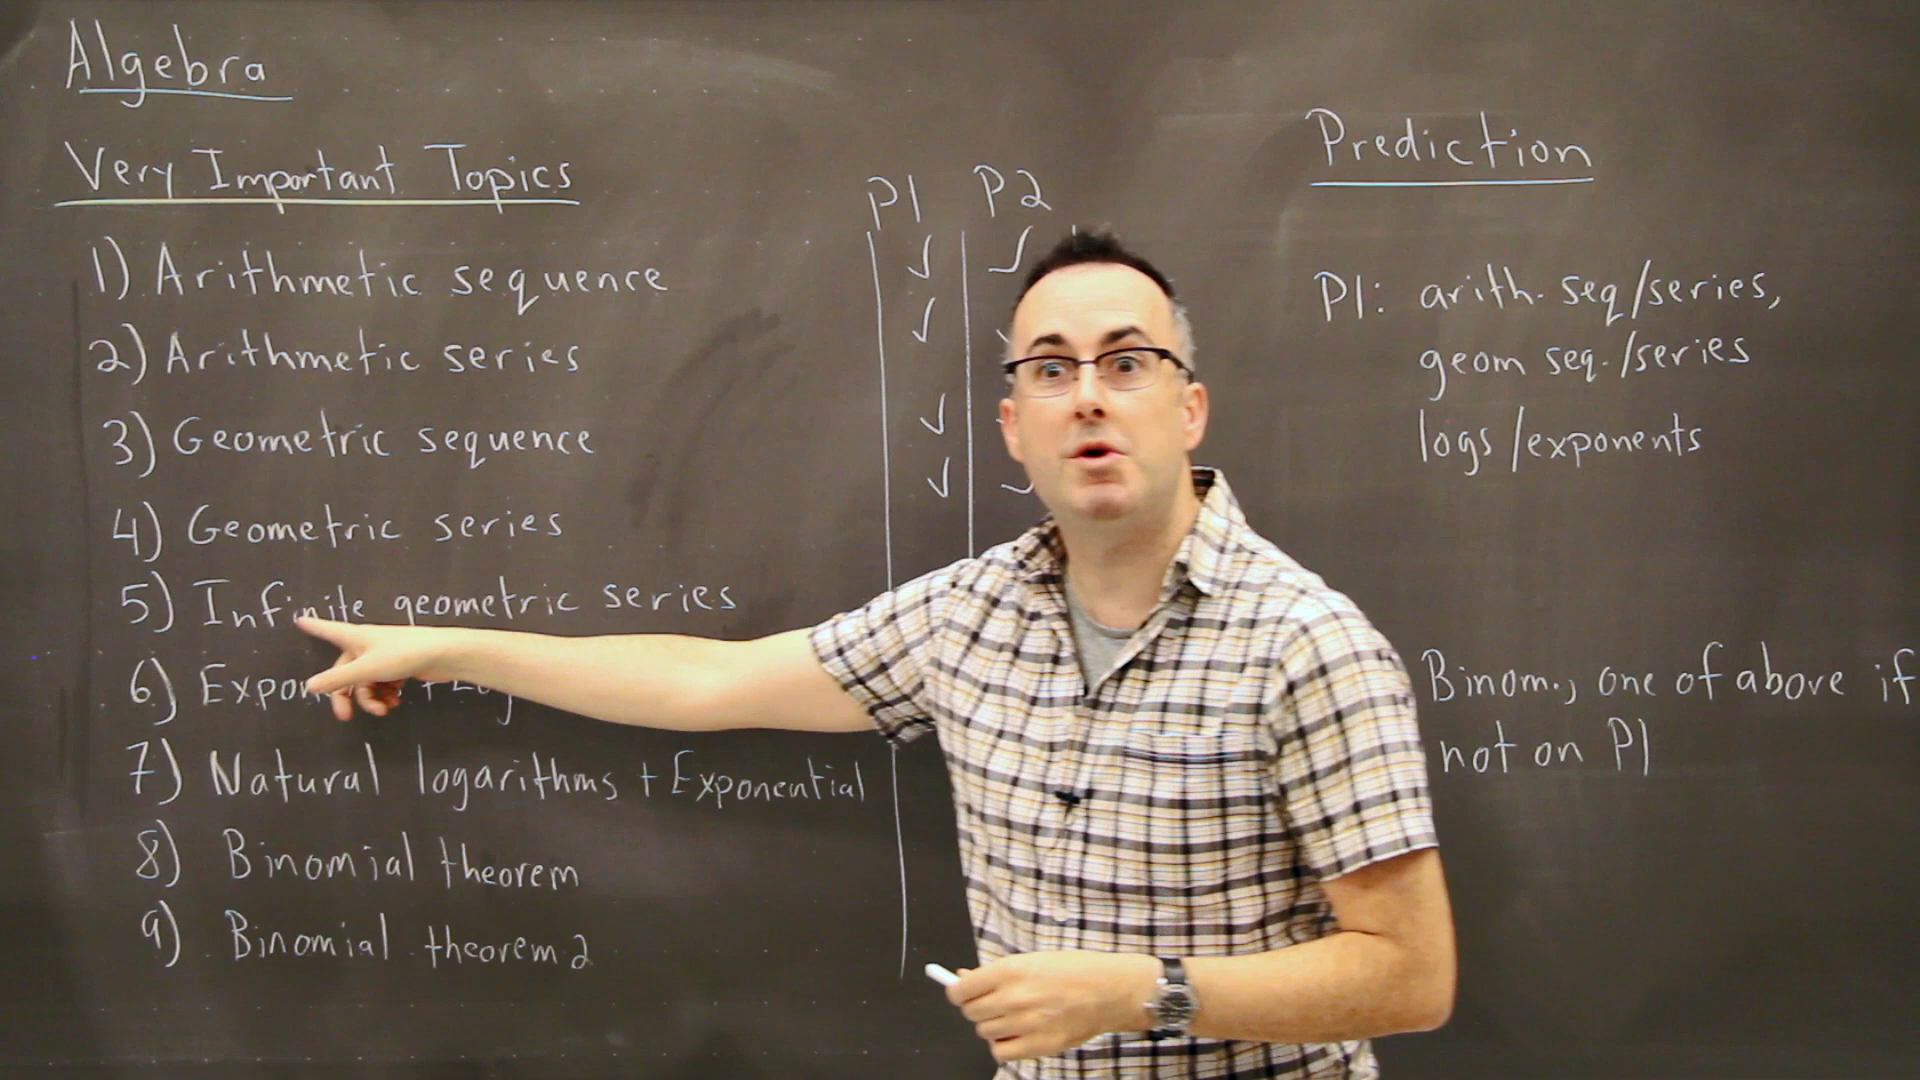 Algebra
Very Important Topics
P1 P2
1) Arithmetic sequence ✓ ✓
2) Arithmetic series ✓
3) Geometric sequence ✓
4) Geometric series ✓
5) Infinite geometric series
6)
7) Natural logarithms + Exponential
8) Binomial theorem
9) Binomial theorem 2
Prediction
P1: arith. seq/series,
geom seq./series
logs/exponents
Binom., one of above if
not on P1